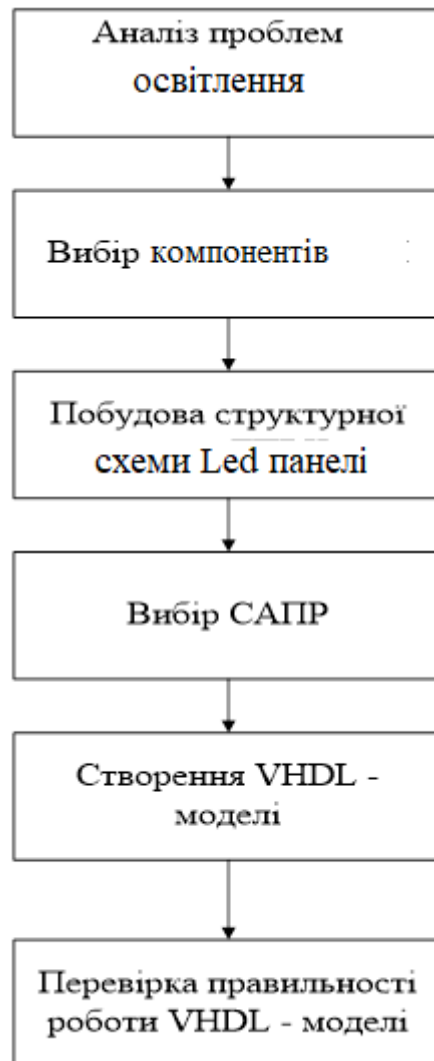 Аналіз проблем
освітлення
Вибір компонентів
Побудова структурної
схеми Led панелі
Вибір САПР
Створення VHDL -
моделі
Перевірка правильності
роботи VHDL - моделі